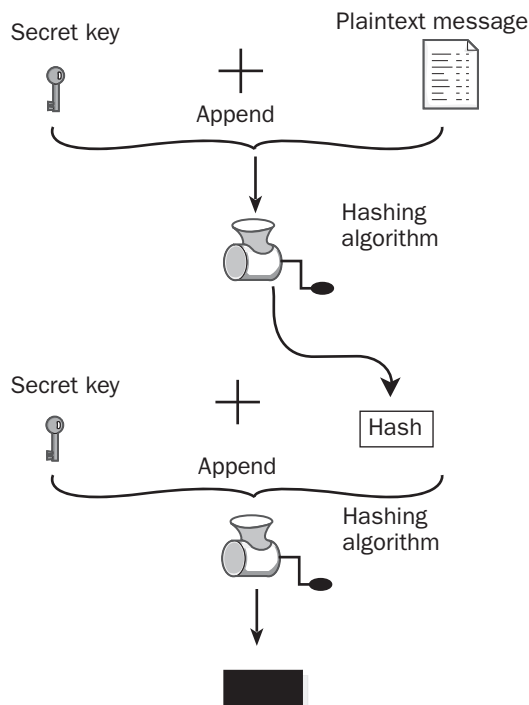 Secret key
Plaintext message
Append
Hashing
algorithm
Secret key
Hash
Append
Hashing
algorithm